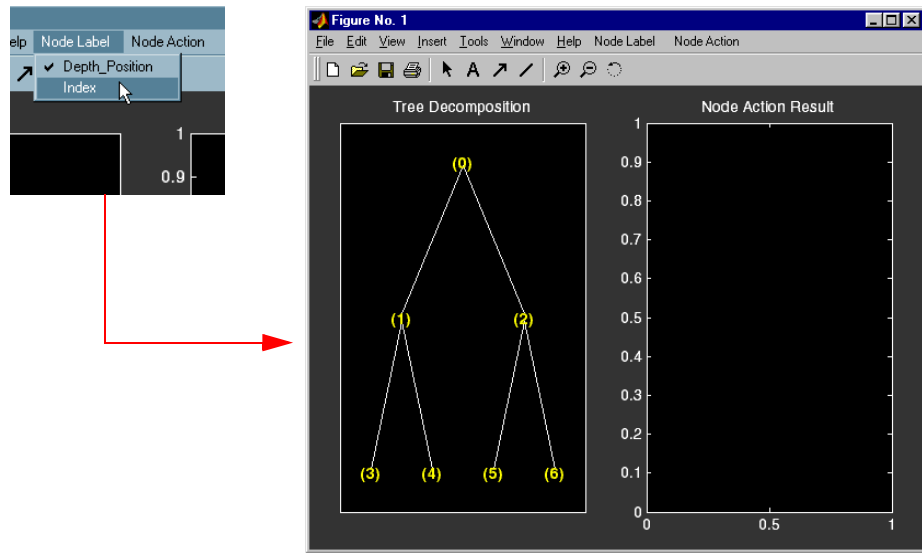 elp Node Label Node Action
Depth_Position
Index
1
0.9
Figure No. 1
File Edit View Insert Tools Window Help Node Label Node Action
A
Tree Decomposition
Node Action Result
(0)
(1)
(2)
(3)
(4)
(5)
(6)
1
0.9
0.8
0.7
0.6
0.5
0.4
0.3
0.2
0.1
0
0
0.5
1